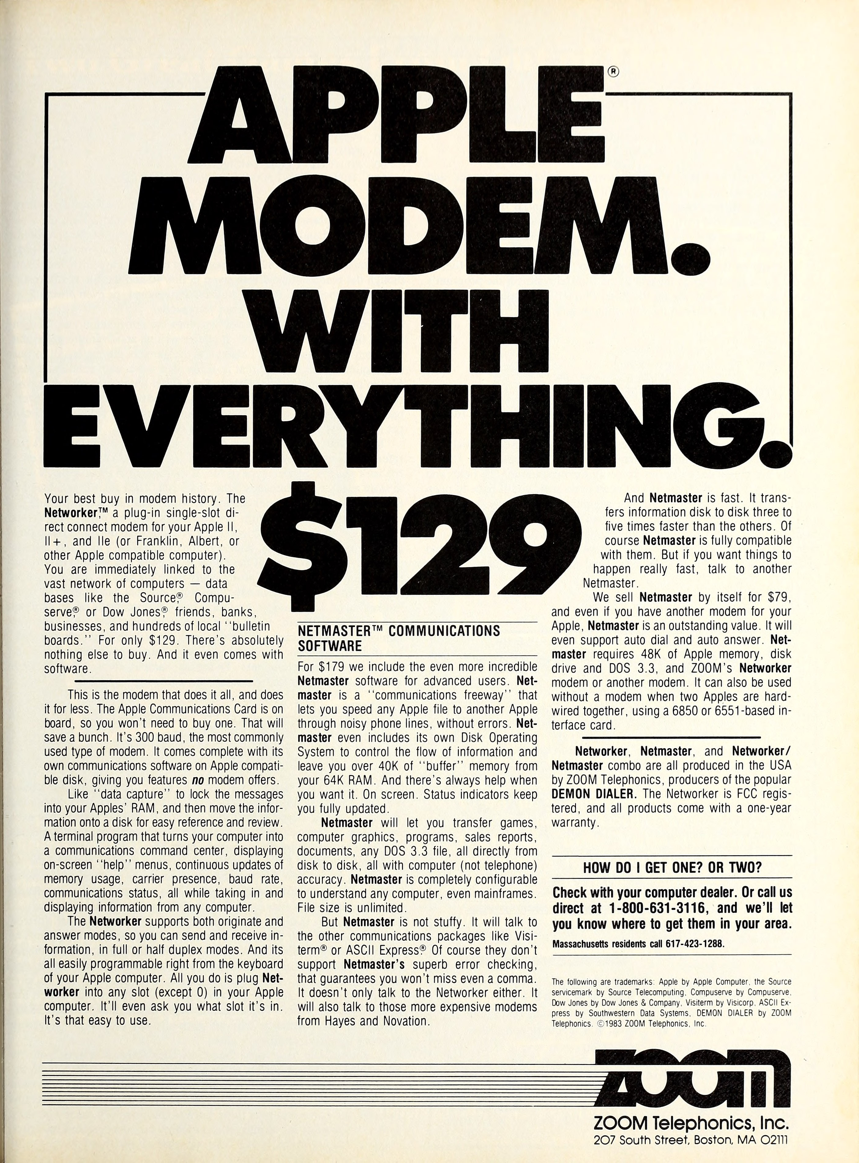 APPLE®
MODEM.
WITH
EVERYTHING.
$129
Your best buy in modem history. The
Networker,™ a plug-in single-slot di-
rect connect modem for your Apple II,
II+, and IIe (or Franklin, Albert, or
other Apple compatible computer).
You are immediately linked to the
vast network of computers — data
bases like the Source,® Compu-
serve,® or Dow Jones,® friends, banks,
businesses, and hundreds of local "bulletin
boards." For only $129. There's absolutely
nothing else to buy. And it even comes with
software.
This is the modem that does it all, and does
it for less. The Apple Communications Card is on
board, so you won't need to buy one. That will
save a bunch. It's 300 baud, the most commonly
used type of modem. It comes complete with its
own communications software on Apple compati-
ble disk, giving you features no modem offers.
Like "data capture" to lock the messages
into your Apples' RAM, and then move the infor-
mation onto a disk for easy reference and review.
A terminal program that turns your computer into
a communications command center, displaying
on-screen "help" menus, continuous updates of
memory usage, carrier presence, baud rate,
communications status, all while taking in and
displaying information from any computer.
The Networker supports both originate and
answer modes, so you can send and receive in-
formation, in full or half duplex modes. And its
all easily programmable right from the keyboard
of your Apple computer. All you do is plug Net-
worker into any slot (except 0) in your Apple
computer. It'll even ask you what slot it's in.
It's that easy to use.
NETMASTER™ COMMUNICATIONS
SOFTWARE
For $179 we include the even more incredible
Netmaster software for advanced users. Net-
master is a "communications freeway" that
lets you speed any Apple file to another Apple
through noisy phone lines, without errors. Net-
master even includes its own Disk Operating
System to control the flow of information and
leave you over 40K of "buffer" memory from
your 64K RAM. And there's always help when
you want it. On screen. Status indicators keep
you fully updated.
Netmaster will let you transfer games,
computer graphics, programs, sales reports,
documents, any DOS 3.3 file, all directly from
disk to disk, all with computer (not telephone)
accuracy. Netmaster is completely configurable
to understand any computer, even mainframes.
File size is unlimited.
But Netmaster is not stuffy. It will talk to
the other communications packages like Visi-
term® or ASCII Express.® Of course they don't
support Netmaster's superb error checking,
that guarantees you won't miss even a comma.
It doesn't only talk to the Networker either. It
will also talk to those more expensive modems
from Hayes and Novation.
And Netmaster is fast. It trans-
fers information disk to disk three to
five times faster than the others. Of
course Netmaster is fully compatible
with them. But if you want things to
happen really fast, talk to another
Netmaster.
We sell Netmaster by itself for $79,
and even if you have another modem for your
Apple, Netmaster is an outstanding value. It will
even support auto dial and auto answer. Net-
master requires 48K of Apple memory, disk
drive and DOS 3.3, and ZOOM's Networker
modem or another modem. It can also be used
without a modem when two Apples are hard-
wired together, using a 6850 or 6551-based in-
terface card.
Networker, Netmaster, and Networker/
Netmaster combo are all produced in the USA
by ZOOM Telephonics, producers of the popular
DEMON DIALER. The Networker is FCC regis-
tered, and all products come with a one-year
warranty.
HOW DO I GET ONE? OR TWO?
Check with your computer dealer. Or call us
direct at 1-800-631-3116, and we'll let
you know where to get them in your area.
Massachusetts residents call 617-423-1288.
The following are trademarks: Apple by Apple Computer, the Source
servicemark by Source Telecomputing, Compuserve by Compuserve,
Dow Jones by Dow Jones & Company, Visiterm by Visicorp, ASCII Ex-
press by Southwestern Data Systems, DEMON DIALER by ZOOM
Telephonics. ©1983 ZOOM Telephonics, Inc.
ZOOM
ZOOM Telephonics, Inc.
207 South Street, Boston, MA 02111